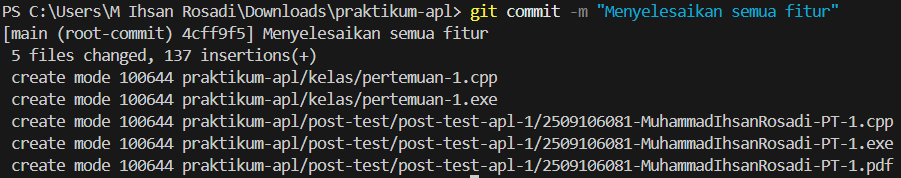 PS C:\Users\M Ihsan Rosadi\Downloads\praktikum-apl> git commit -m "Menyelesaikan semua fitur"
[main (root-commit) 4cff9f5] Menyelesaikan semua fitur
 5 files changed, 137 insertions(+)
 create mode 100644 praktikum-apl/kelas/pertemuan-1.cpp
 create mode 100644 praktikum-apl/kelas/pertemuan-1.exe
 create mode 100644 praktikum-apl/post-test/post-test-apl-1/2509106081-MuhammadIhsanRosadi-PT-1.cpp
 create mode 100644 praktikum-apl/post-test/post-test-apl-1/2509106081-MuhammadIhsanRosadi-PT-1.exe
 create mode 100644 praktikum-apl/post-test/post-test-apl-1/2509106081-MuhammadIhsanRosadi-PT-1.pdf